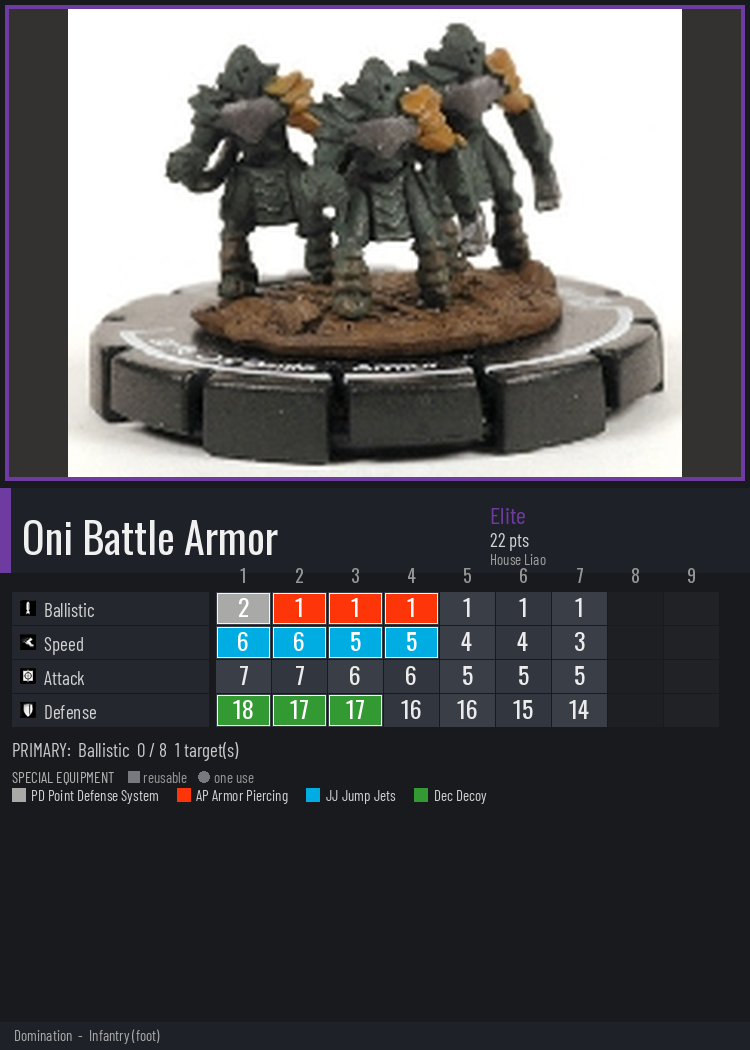 Armor
Oni Battle Armor
Elite
22 pts
House Liao
1 2 3 4 5 6 7 8 9
Ballistic 2 1 1 1 1 1 1
Speed 6 6 5 5 4 4 3
Attack 7 7 6 6 5 5 5
Defense 18 17 17 16 16 15 14
PRIMARY: Ballistic 0 / 8 1 target(s)
SPECIAL EQUIPMENT reusable one use
PD Point Defense System AP Armor Piercing JJ Jump Jets Dec Decoy
Domination - Infantry (foot)